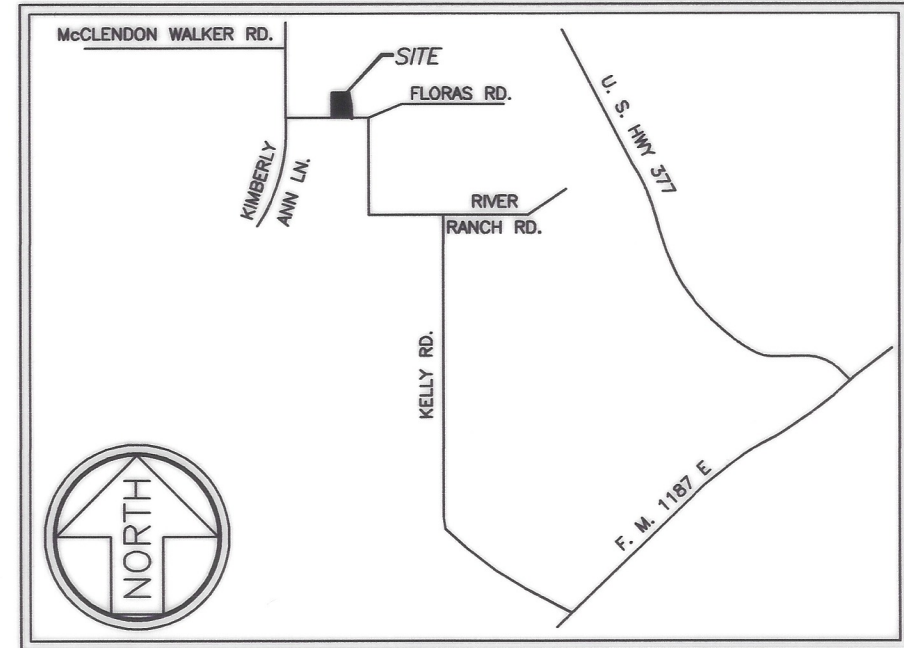 McCLENDON WALKER RD.
SITE
FLORAS RD.
U. S. HWY 377
KIMBERLY
ANN LN.
RIVER
RANCH RD.
KELLY RD.
F. M. 1187 E
NORTH